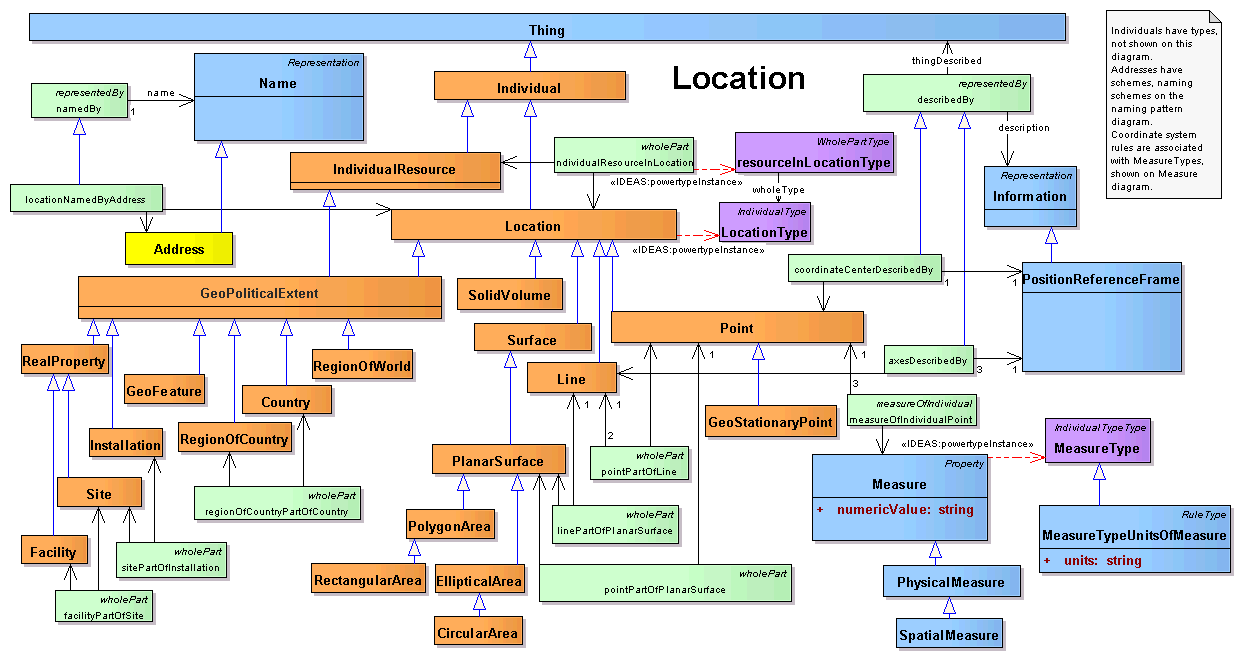 Thing
Individuals have types,
not shown on this
diagram.
Addresses have
schemes, naming
schemes on the
naming pattern
diagram.
Coordinate system
rules are associated
with MeasureTypes,
shown on Measure
diagram.
Location
thingDescribed
Representation
Name
representedBy
namedBy
name
1
Individual
representedBy
describedBy
description
wholePart
ndividualResourceInLocation
WholePartType
resourceInLocationType
IndividualResource
«IDEAS:powertypeInstance»
wholeType
Representation
Information
locationNamedByAddress
IndividualType
LocationType
Location
«IDEAS:powertypeInstance»
Address
coordinateCenterDescribedBy
1
1
PositionReferenceFrame
GeoPoliticalExtent
SolidVolume
Point
Surface
RealProperty
RegionOfWorld
1
1
axesDescribedBy
3
1
Line
3
GeoFeature
Country
1
1
2
GeoStationaryPoint
measureOfIndividual
measureOfIndividualPoint
RegionOfCountry
Installation
«IDEAS:powertypeInstance»
IndividualTypeType
MeasureType
wholePart
pointPartOfLine
PlanarSurface
Property
Measure
+ numericValue: string
Site
wholePart
regionOfCountryPartOfCountry
wholePart
linePartOfPlanarSurface
PolygonArea
RuleType
MeasureTypeUnitsOfMeasure
+ units: string
Facility
wholePart
sitePartOfInstallation
RectangularArea
EllipticalArea
wholePart
pointPartOfPlanarSurface
PhysicalMeasure
wholePart
facilityPartOfSite
CircularArea
SpatialMeasure